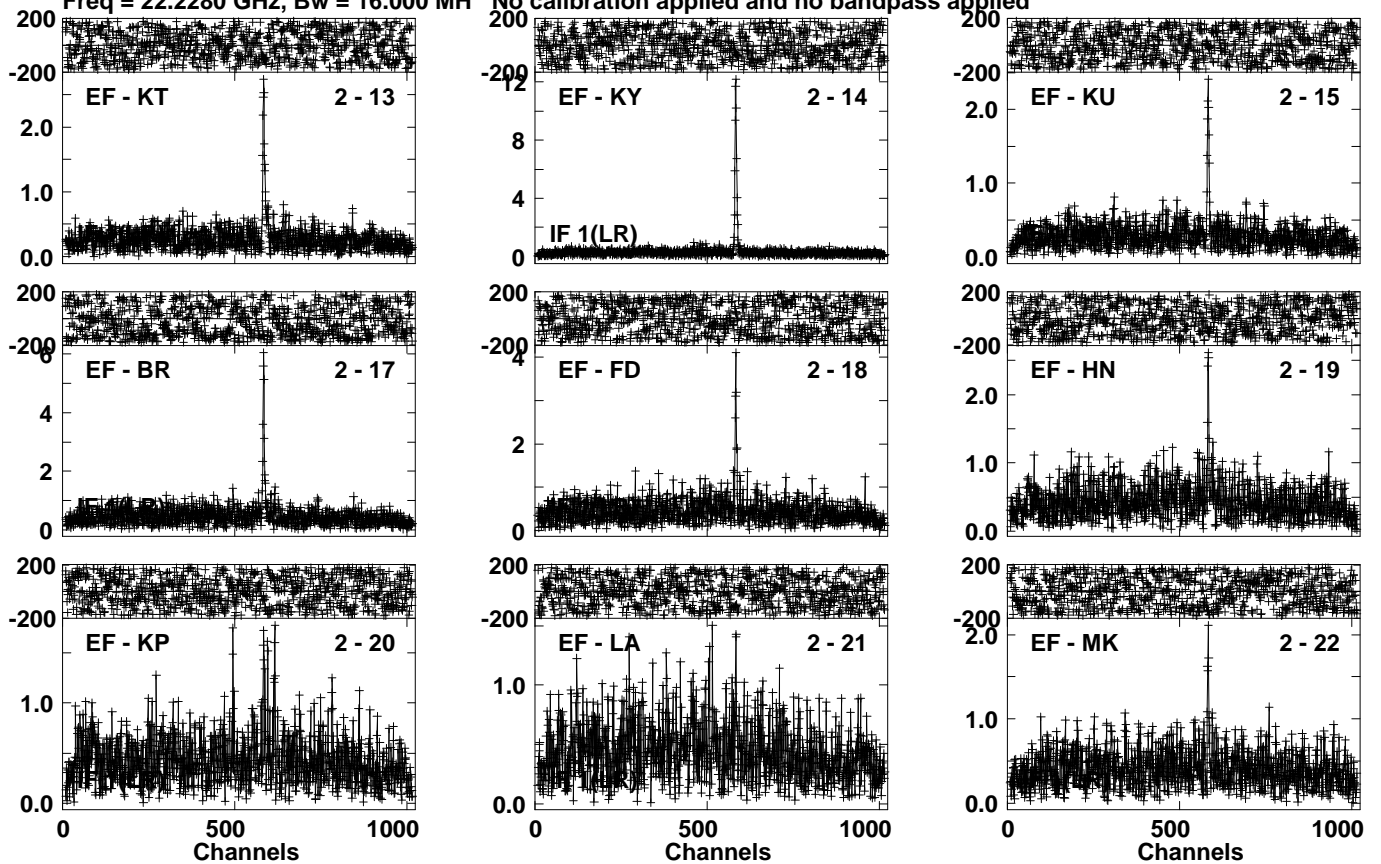 Freq = 22.2280 GHz, Bw = 16.000 MH No calibration applied and no bandpass applied
200 200 200
-200 -200 -200
EF - KT 2 - 13 12 EF - KY 2 - 14 EF - KU 2 - 15
2.0 8 2.0
1.0 4 1.0
IF 1(LR)
0.0 0 0.0
200 200 200
-200 -200 -200
6 EF - BR 2 - 17 4 EF - FD 2 - 18 EF - HN 2 - 19
4 2.0
2 2 1.0
0 0 0.0
200 200 200
-200 -200 -200
EF - KP 2 - 20 EF - LA 2 - 21 2.0 EF - MK 2 - 22
1.0 1.0 1.0
0.0 0.0 0.0
0 500 1000 0 500 1000 0 500 1000
Channels Channels Channels